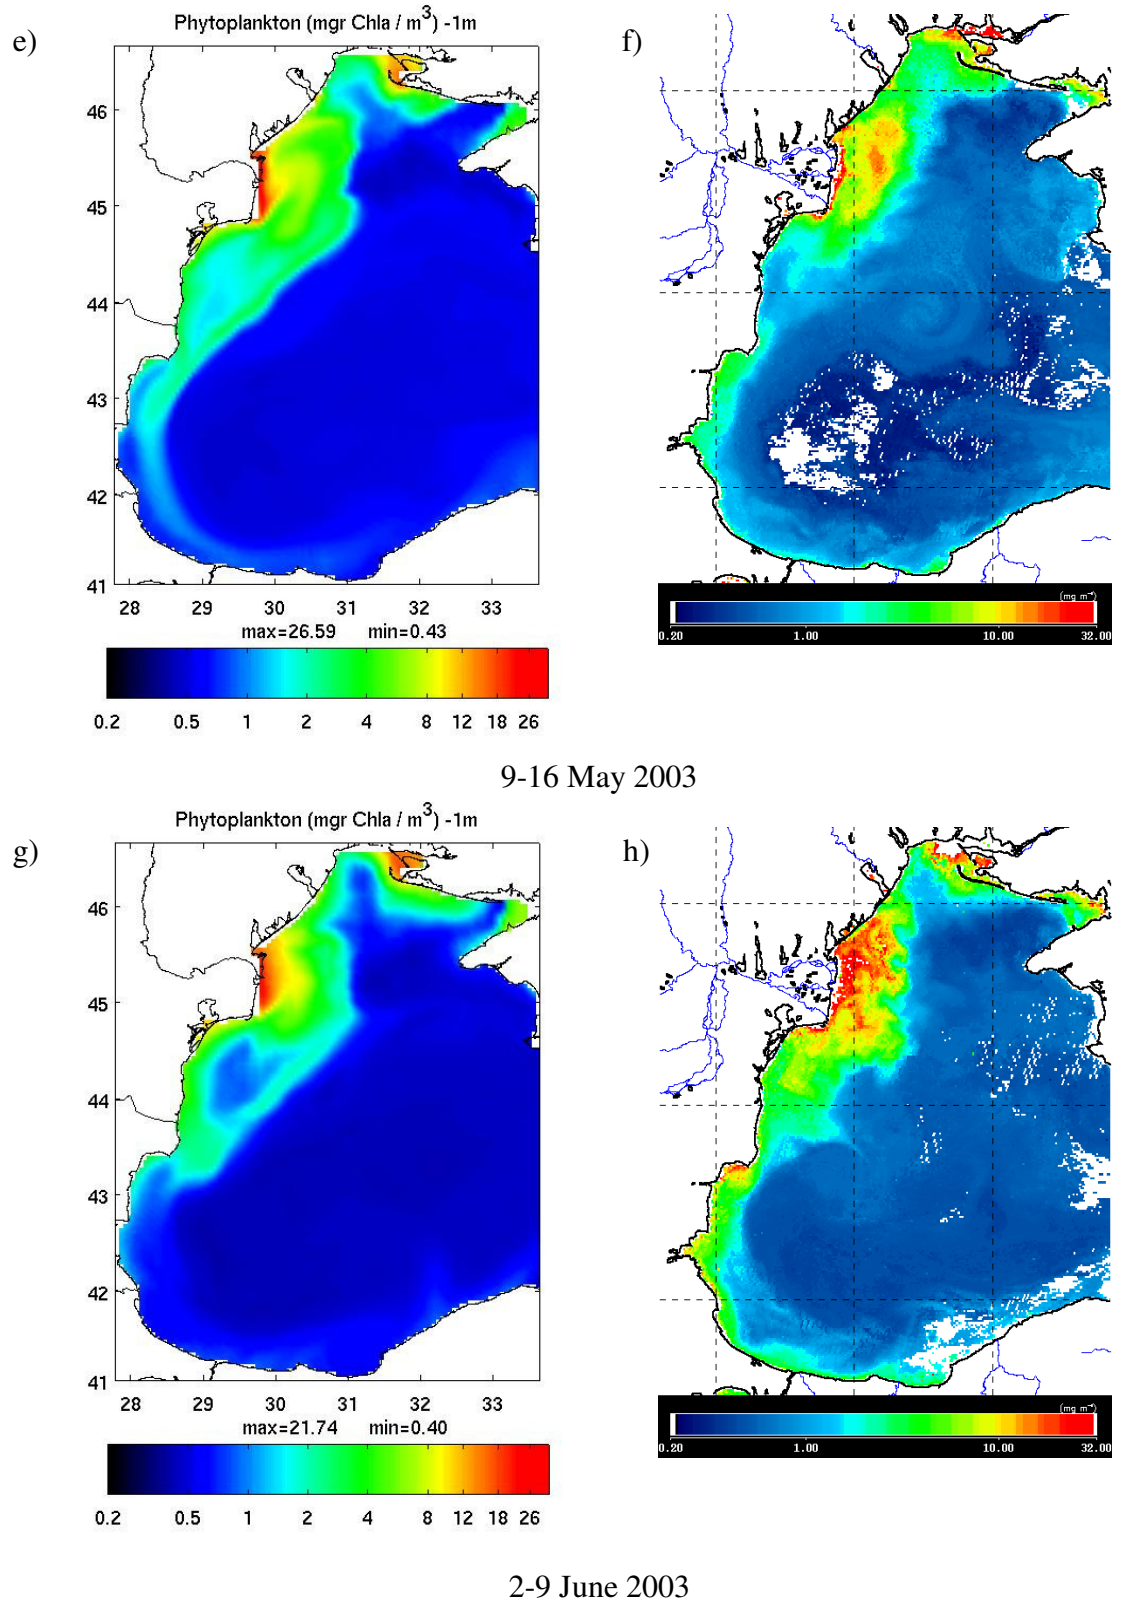 e)
Phytoplankton (mgr Chla / m³) -1m
f)
46
45
44
43
42
41
28 29 30 31 32 33
max=26.59 min=0.43
0.2 0.5 1 2 4 8 12 18 26
(mg m⁻³)
0.20 1.00 10.00 32.00
9-16 May 2003
g)
Phytoplankton (mgr Chla / m³) -1m
h)
46
45
44
43
42
41
28 29 30 31 32 33
max=21.74 min=0.40
0.2 0.5 1 2 4 8 12 18 26
(mg m⁻³)
0.20 1.00 10.00 32.00
2-9 June 2003